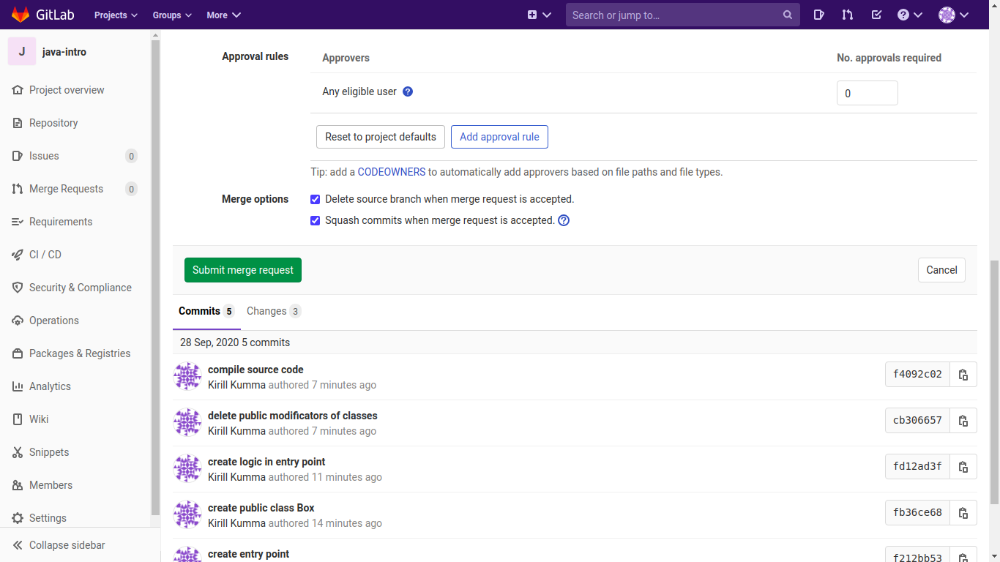 GitLab
Projects
Groups
More
Search or jump to…
J
java-intro
Project overview
Repository
Issues 0
Merge Requests 0
Requirements
CI / CD
Security & Compliance
Operations
Packages & Registries
Analytics
Wiki
Snippets
Members
Settings
Collapse sidebar
Approval rules
Approvers
No. approvals required
Any eligible user ?
0
Reset to project defaults
Add approval rule
Tip: add a CODEOWNERS to automatically add approvers based on file paths and file types.
Merge options
Delete source branch when merge request is accepted.
Squash commits when merge request is accepted. ?
Submit merge request
Cancel
Commits 5
Changes 3
28 Sep, 2020 5 commits
compile source code
Kirill Kumma authored 7 minutes ago
f4092c02
delete public modificators of classes
Kirill Kumma authored 7 minutes ago
cb306657
create logic in entry point
Kirill Kumma authored 11 minutes ago
fd12ad3f
create public class Box
Kirill Kumma authored 14 minutes ago
fb36ce68
create entry point
f212bb53